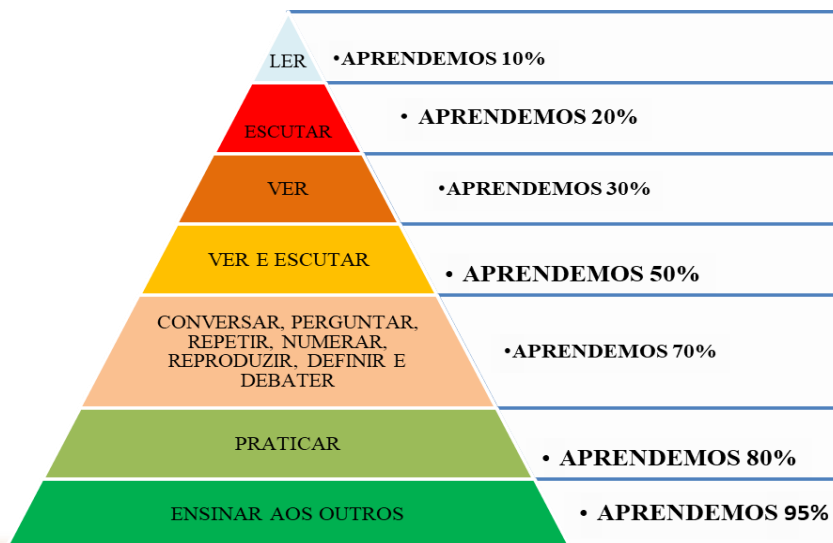 LER
•APRENDEMOS 10%
ESCUTAR
• APRENDEMOS 20%
VER
•APRENDEMOS 30%
VER E ESCUTAR
• APRENDEMOS 50%
CONVERSAR, PERGUNTAR,
REPETIR, NUMERAR,
REPRODUZIR, DEFINIR E
DEBATER
•APRENDEMOS 70%
PRATICAR
• APRENDEMOS 80%
ENSINAR AOS OUTROS
• APRENDEMOS 95%